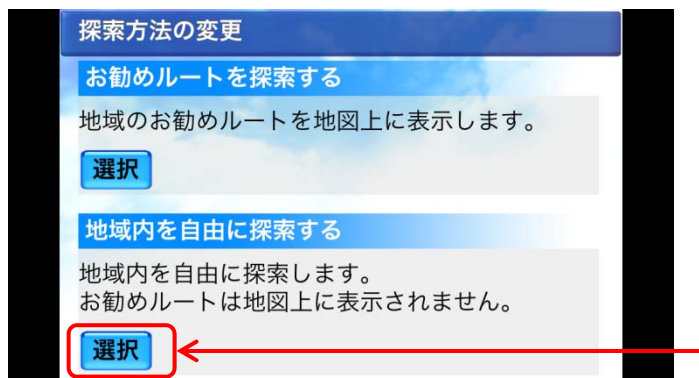 探索方法の変更
お勧めルートを探索する
地域のお勧めルートを地図上に表示します。
選択
地域内を自由に探索する
地域内を自由に探索します。
お勧めルートは地図上に表示されません。
選択